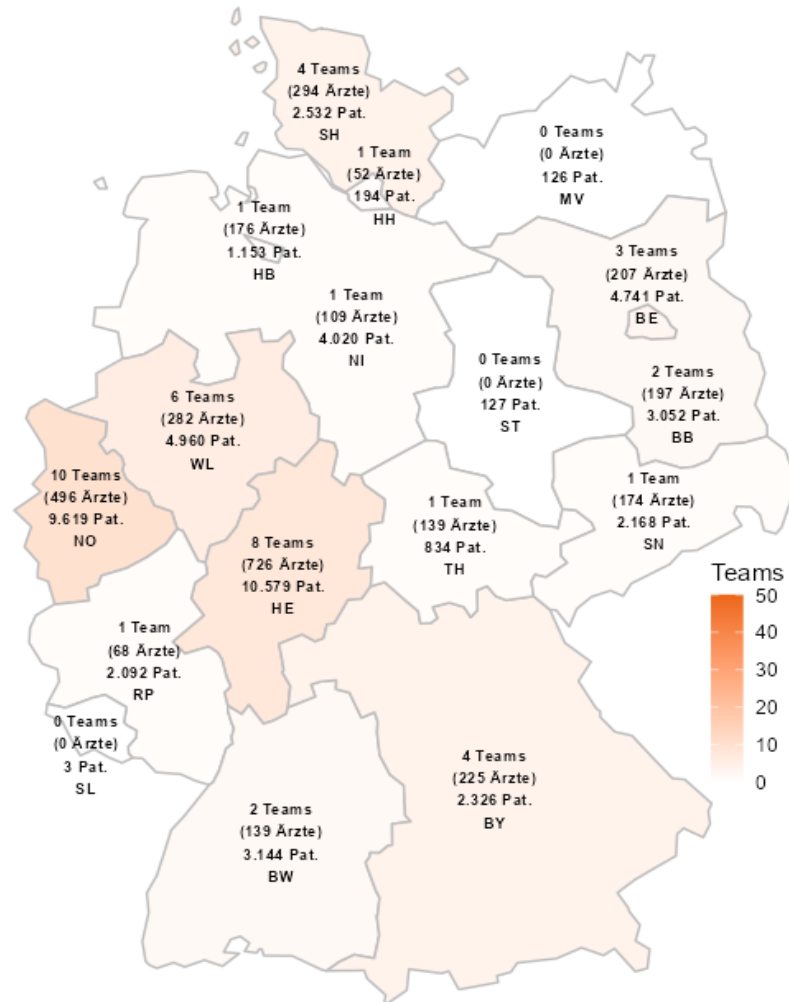 4 Teams
(294 Ärzte)
2.532 Pat.
SH
1 Team
(52 Ärzte)
194 Pat.
HH
0 Teams
(0 Ärzte)
126 Pat.
MV
1 Team
(176 Ärzte)
1.153 Pat.
HB
3 Teams
(207 Ärzte)
4.741 Pat.
BE
1 Team
(109 Ärzte)
4.020 Pat.
NI
0 Teams
(0 Ärzte)
127 Pat.
ST
2 Teams
(197 Ärzte)
3.052 Pat.
BB
6 Teams
(282 Ärzte)
4.960 Pat.
WL
10 Teams
(496 Ärzte)
9.619 Pat.
NO
8 Teams
(726 Ärzte)
10.579 Pat.
HE
1 Team
(139 Ärzte)
834 Pat.
TH
1 Team
(174 Ärzte)
2.168 Pat.
SN
1 Team
(68 Ärzte)
2.092 Pat.
RP
0 Teams
(0 Ärzte)
3 Pat.
SL
2 Teams
(139 Ärzte)
3.144 Pat.
BW
4 Teams
(225 Ärzte)
2.326 Pat.
BY
Teams
50
40
30
20
10
0